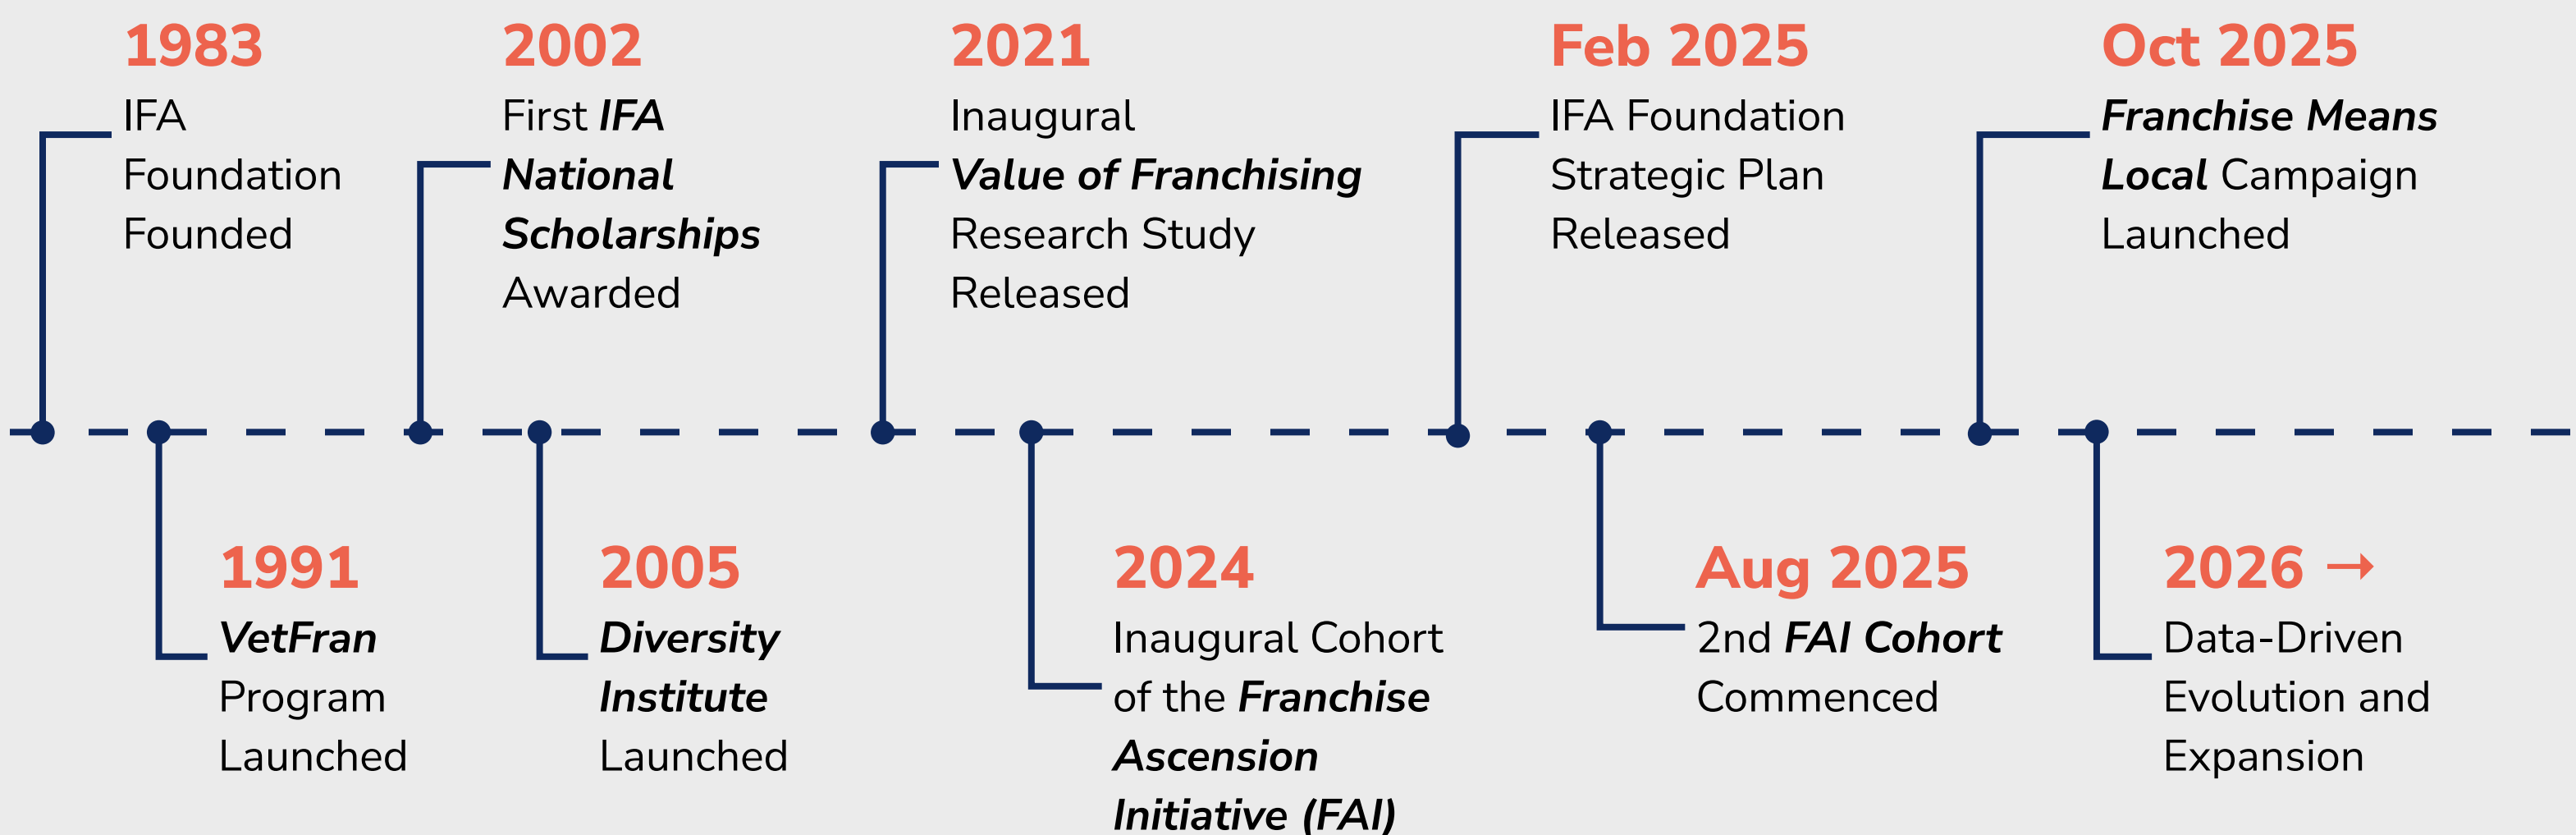 1983
IFA
Foundation
Founded
2002
First IFA
National
Scholarships
Awarded
2021
Inaugural
Value of Franchising
Research Study
Released
Feb 2025
IFA Foundation
Strategic Plan
Released
Oct 2025
Franchise Means
Local Campaign
Launched
1991
VetFran
Program
Launched
2005
Diversity
Institute
Launched
2024
Inaugural Cohort
of the Franchise
Ascension
Initiative (FAI)
Aug 2025
2nd FAI Cohort
Commenced
2026 →
Data-Driven
Evolution and
Expansion